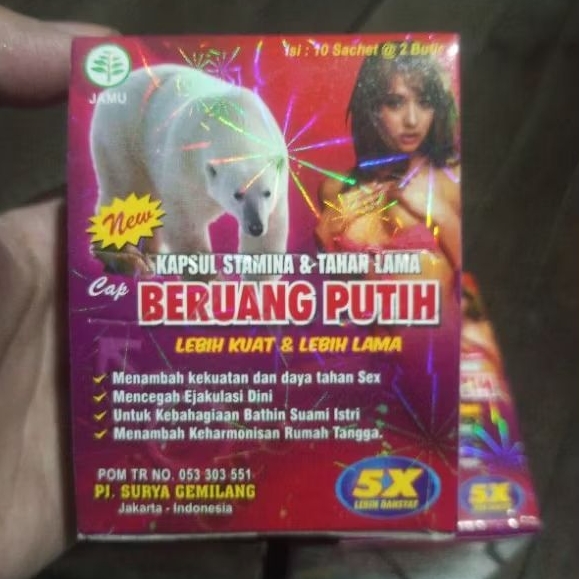 Isi : 10 Sachet @ 2 Butir
JAMU
New
KAPSUL STAMINA & TAHAN LAMA
Cap
BERUANG PUTIH
LEBIH KUAT & LEBIH LAMA
Menambah kekuatan dan daya tahan Sex
Mencegah Ejakulasi Dini
Untuk Kebahagiaan Bathin Suami Istri
Menambah Keharmonisan Rumah Tangga.
POM TR NO. 053 303 551
PJ. SURYA GEMILANG
Jakarta - Indonesia
5X
LEBIH DAHSYAT
5X